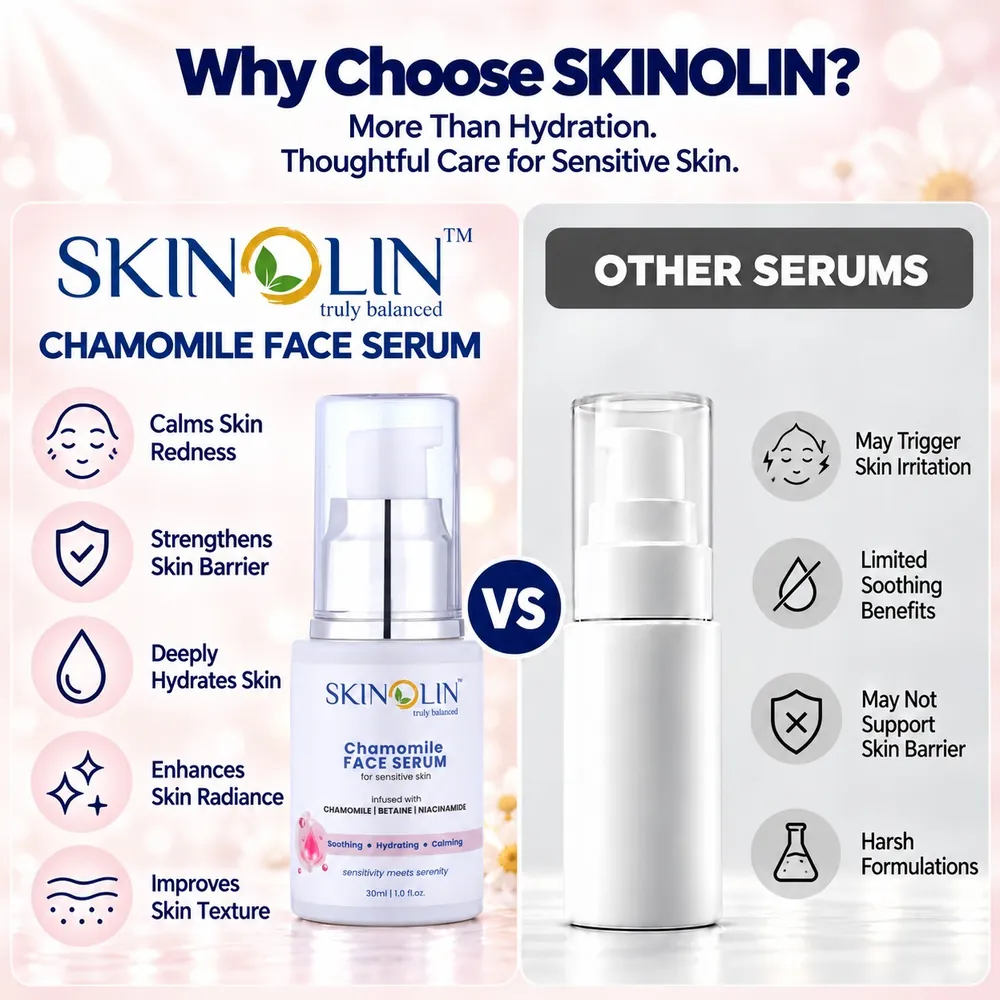 Why Choose SKINOLIN?
More Than Hydration.
Thoughtful Care for Sensitive Skin.
SKINOLIN™
truly balanced
CHAMOMILE FACE SERUM
Calms Skin
Redness
Strengthens
Skin Barrier
Deeply
Hydrates Skin
Enhances
Skin Radiance
Improves
Skin Texture
SKINOLIN™
truly balanced
Chamomile
FACE SERUM
for sensitive skin
infused with
CHAMOMILE | BETAINE | NIACINAMIDE
Soothing • Hydrating • Calming
sensitivity meets serenity
30ml | 1.0 fl.oz.
VS
OTHER SERUMS
May Trigger
Skin Irritation
Limited
Soothing
Benefits
May Not
Support
Skin Barrier
Harsh
Formulations